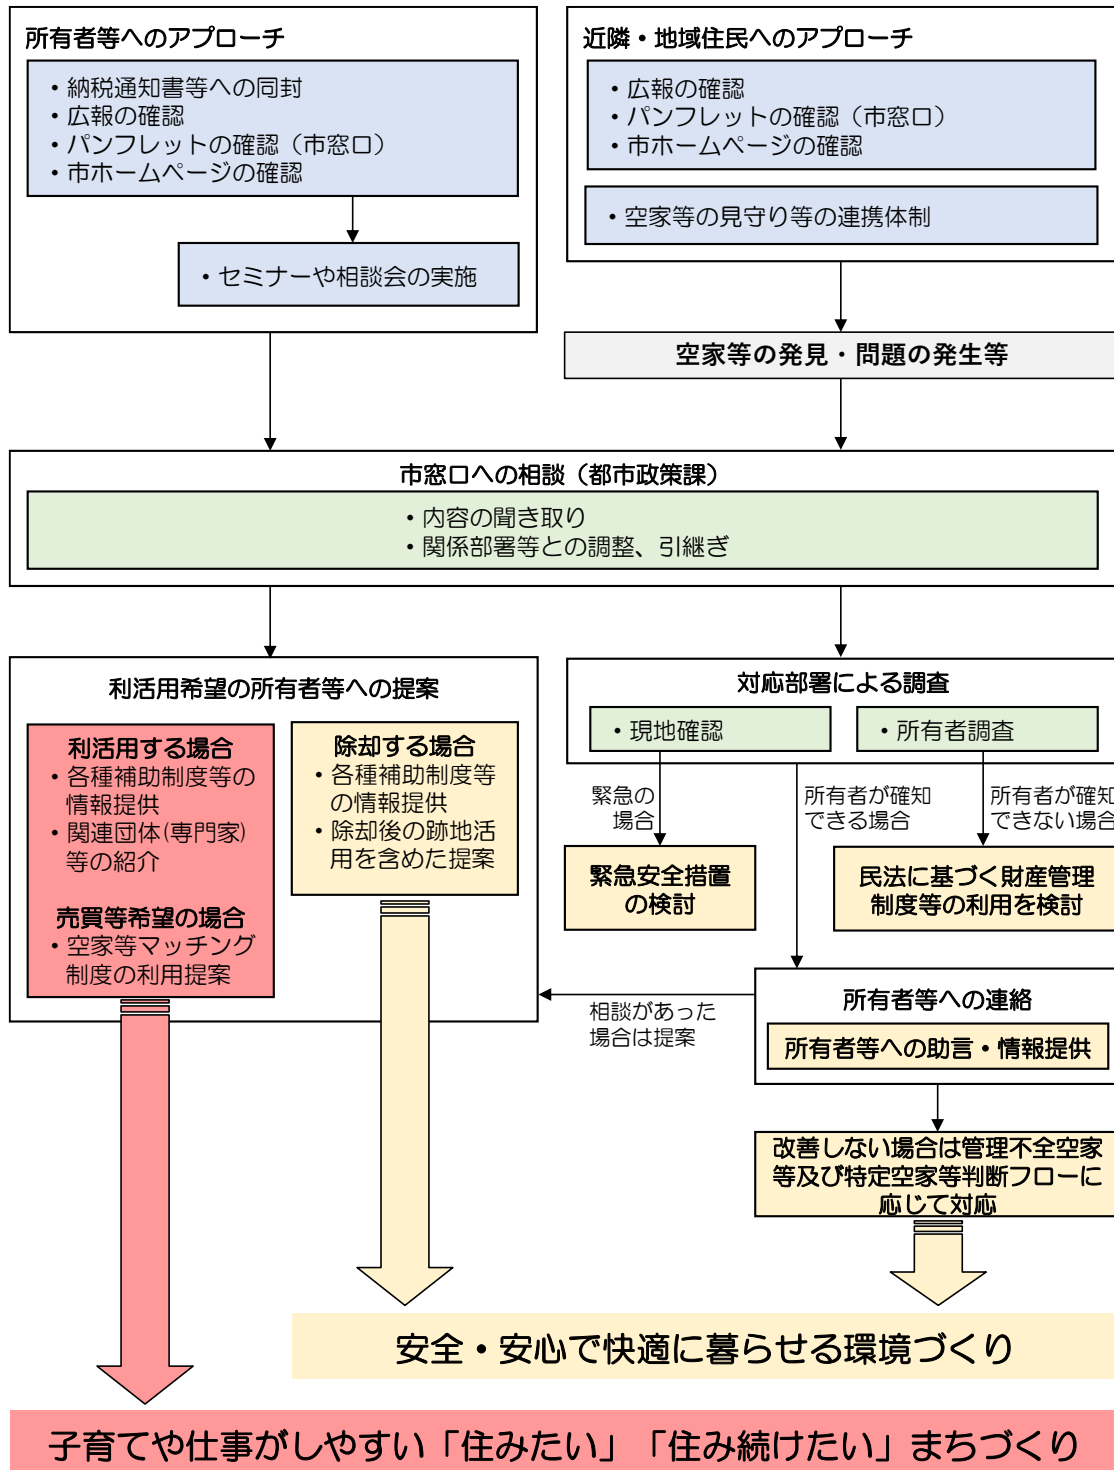 所有者等へのアプローチ
・納税通知書等への同封
・広報の確認
・パンフレットの確認（市窓口）
・市ホームページの確認
・セミナーや相談会の実施
近隣・地域住民へのアプローチ
・広報の確認
・パンフレットの確認（市窓口）
・市ホームページの確認
・空家等の見守り等の連携体制
空家等の発見・問題の発生等
市窓口への相談（都市政策課）
・内容の聞き取り
・関係部署等との調整、引継ぎ
利活用希望の所有者等への提案
利活用する場合
・各種補助制度等の
情報提供
・関連団体(専門家)
等の紹介
売買等希望の場合
・空家等マッチング
制度の利用提案
除却する場合
・各種補助制度等
の情報提供
・除却後の跡地活
用を含めた提案
対応部署による調査
・現地確認
・所有者調査
緊急の
場合
所有者が確知
できる場合
所有者が確知
できない場合
緊急安全措置
の検討
民法に基づく財産管理
制度等の利用を検討
所有者等への連絡
所有者等への助言・情報提供
相談があった
場合は提案
改善しない場合は管理不全空家
等及び特定空家等判断フローに
応じて対応
安全・安心で快適に暮らせる環境づくり
子育てや仕事がしやすい「住みたい」「住み続けたい」まちづくり